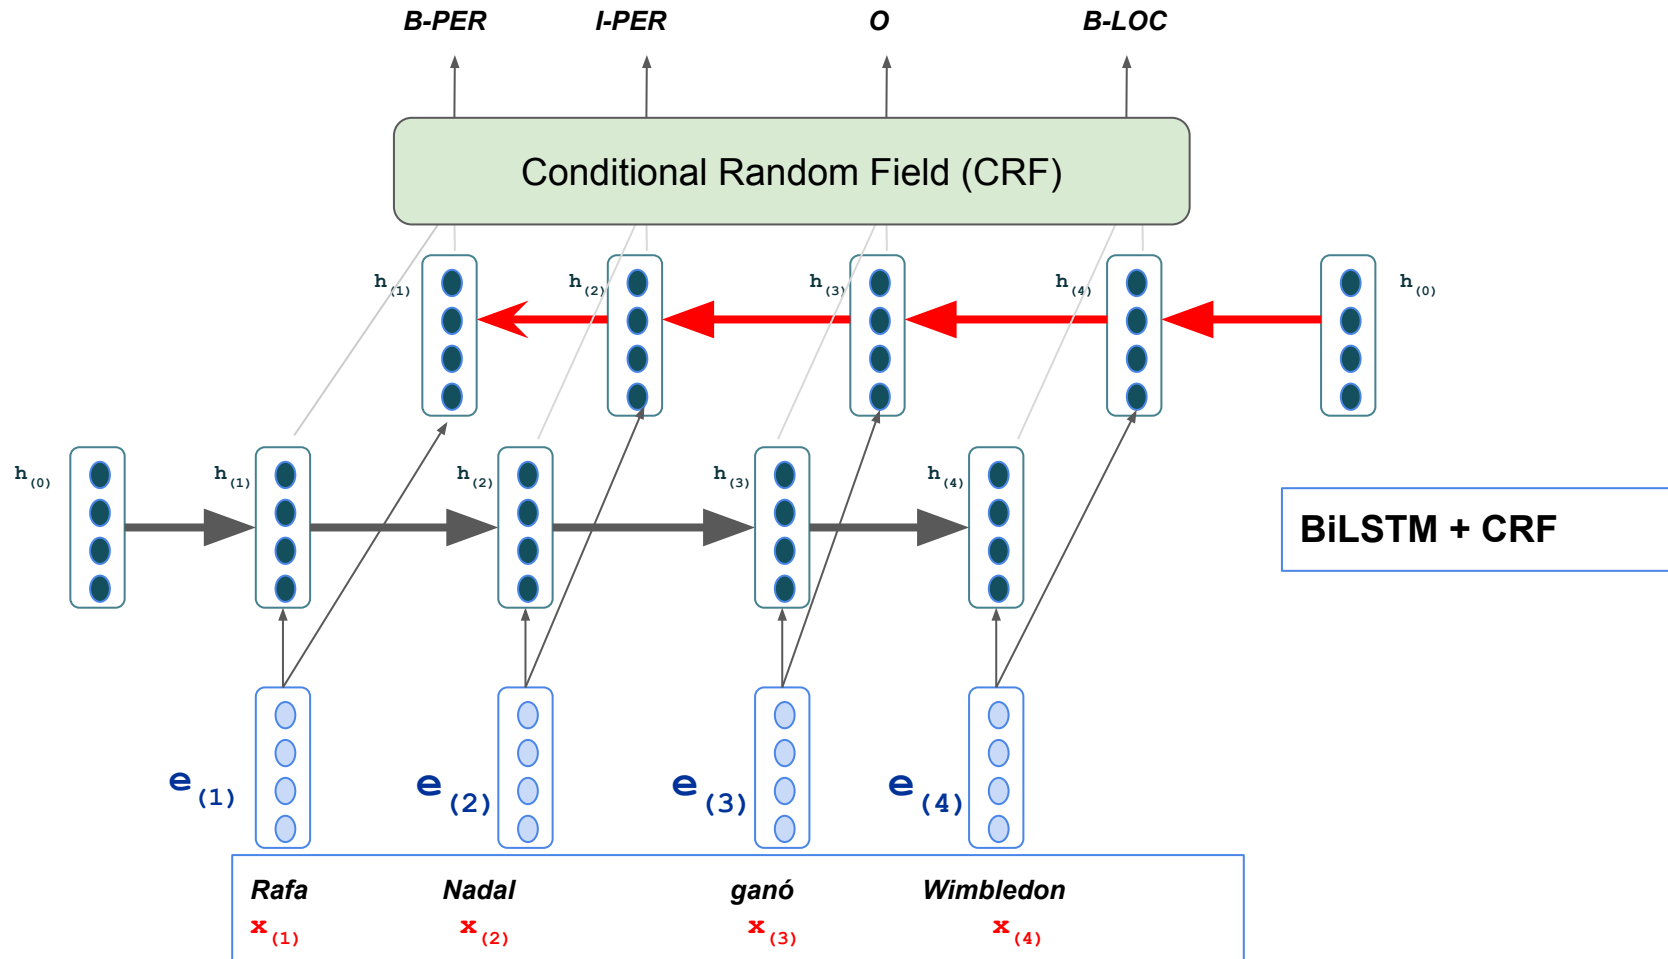 B-PER I-PER O B-LOC
Conditional Random Field (CRF)
h(1) h(2) h(3) h(4) h(0)
h(0) h(1) h(2) h(3) h(4)
BiLSTM + CRF
e(1) e(2) e(3) e(4)
Rafa Nadal ganó Wimbledon
x(1) x(2) x(3) x(4)